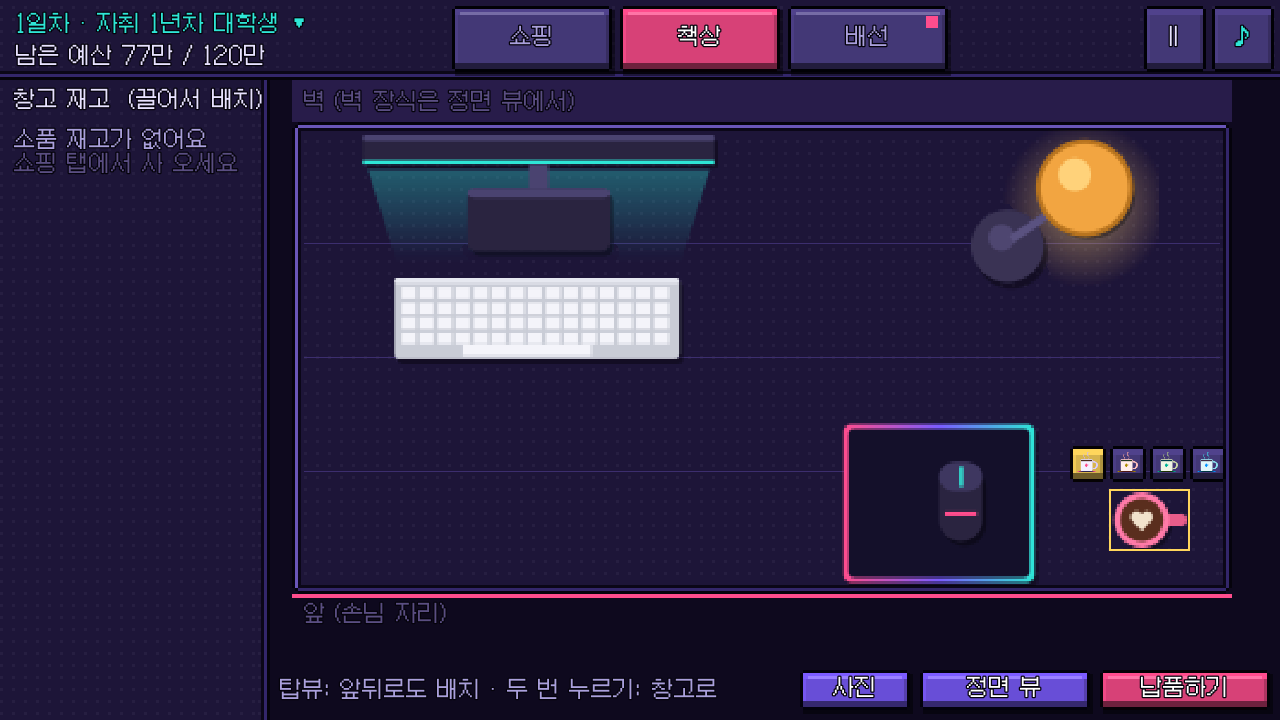 1일차 · 자취 1년차 대학생 ▼
남은 예산 77만 / 120만
쇼핑
책상
배선
창고 재고 (끌어서 배치)
소품 재고가 없어요
쇼핑 탭에서 사 오세요
벽 (벽 장식은 정면 뷰에서)
앞 (손님 자리)
탑뷰: 앞뒤로도 배치 · 두 번 누르기: 창고로
사진
정면 뷰
납품하기